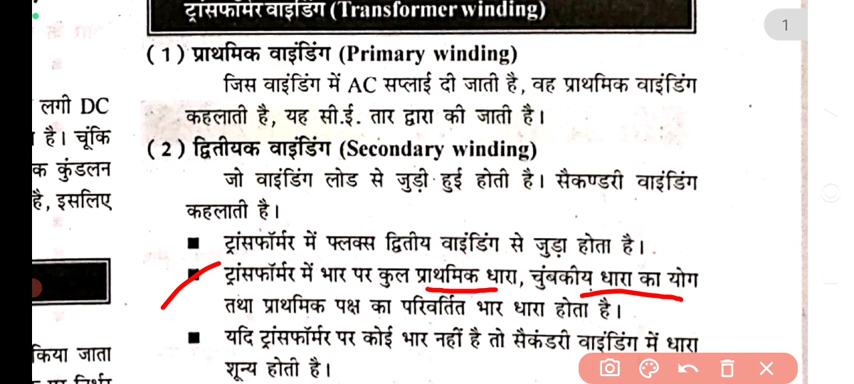 ट्रांसफॉर्मर वाइंडिंग (Transformer winding)
1
(1) प्राथमिक वाइंडिंग (Primary winding)
जिस वाइंडिंग में AC सप्लाई दी जाती है, वह प्राथमिक वाइंडिंग
कहलाती है, यह सी.ई. तार द्वारा की जाती है।
(2) द्वितीयक वाइंडिंग (Secondary winding)
जो वाइंडिंग लोड से जुड़ी हुई होती है। सैकण्डरी वाइंडिंग
कहलाती है।
■ ट्रांसफॉर्मर में फ्लक्स द्वितीय वाइंडिंग से जुड़ा होता है।
■ ट्रांसफॉर्मर में भार पर कुल प्राथमिक धारा, चुंबकीय धारा का योग
तथा प्राथमिक पक्ष का परिवर्तित भार धारा होता है।
■ यदि ट्रांसफॉर्मर पर कोई भार नहीं है तो सैकंडरी वाइंडिंग में धारा
शून्य होती है।
लगी DC
है। चूंकि
क कुंडलन
है, इसलिए
किया जाता